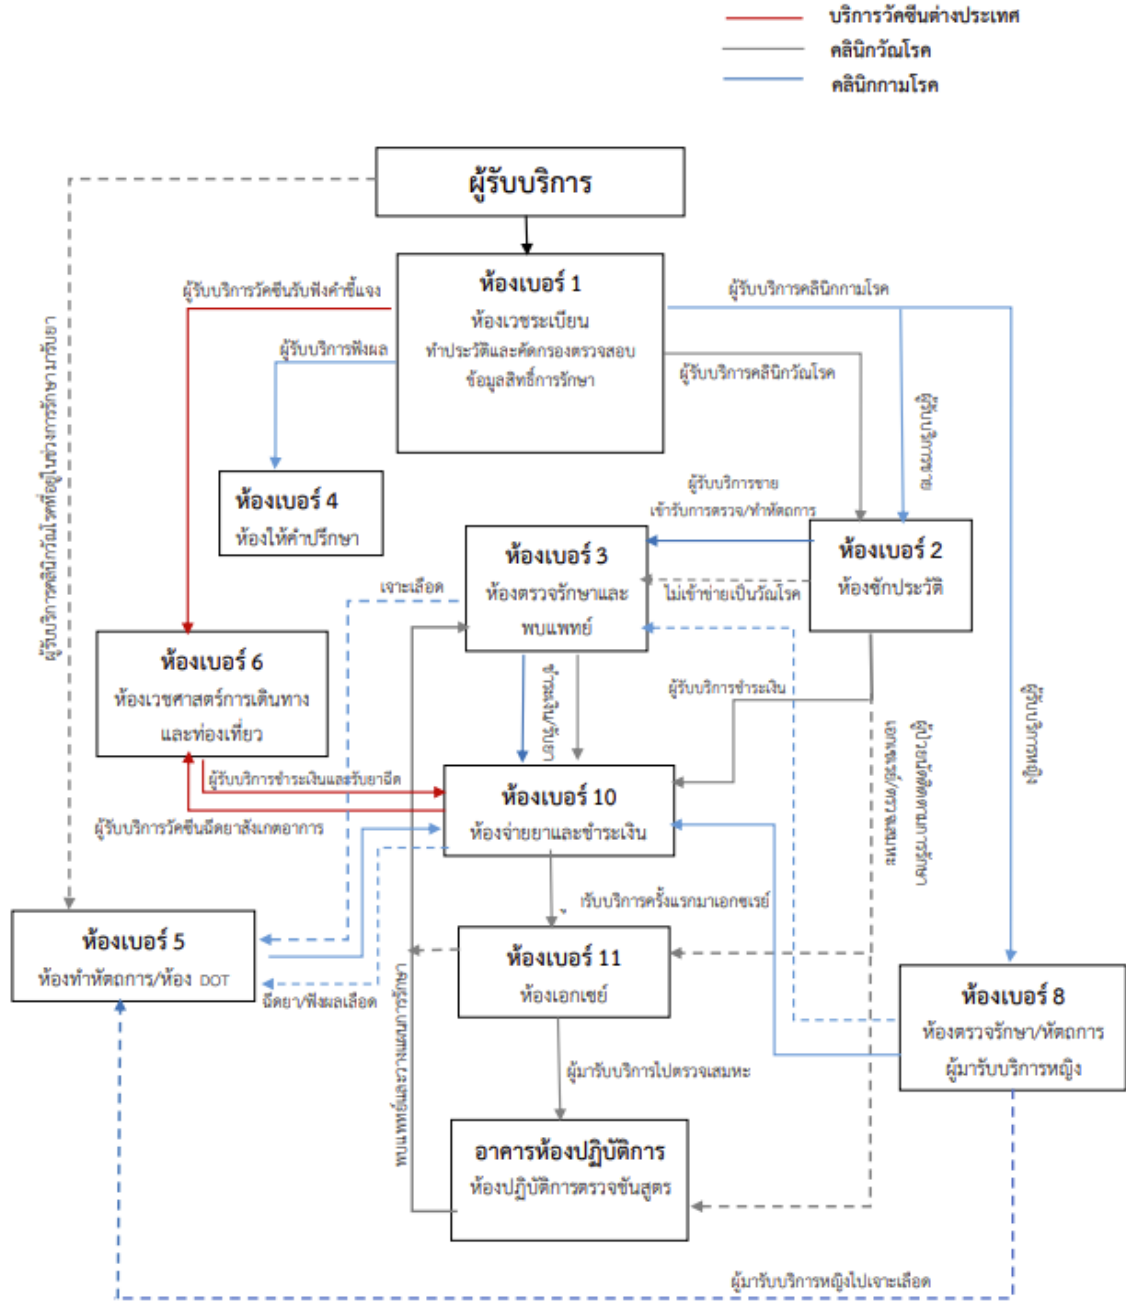 บริการวัคซีนต่างประเทศ
คลินิกวัณโรค
คลินิกกามโรค
ผู้รับบริการ
ห้องเบอร์ 1
ห้องเวชระเบียน
ทำประวัติและคัดกรองตรวจสอบ
ข้อมูลสิทธิ์การรักษา
ผู้รับบริการวัคซีนรับฟังคำชี้แจง
ผู้รับบริการฟังผล
ผู้รับบริการคลินิกกามโรค
ผู้รับบริการคลินิกวัณโรค
ผู้รับบริการชาย
ผู้รับบริการคลินิกวัณโรคที่อยู่ในช่วงการรักษามารับยา
ห้องเบอร์ 4
ห้องให้คำปรึกษา
ผู้รับบริการชาย
เข้ารับการตรวจ/ทำหัตถการ
ห้องเบอร์ 3
ห้องตรวจรักษาและ
พบแพทย์
ห้องเบอร์ 2
ห้องซักประวัติ
เจาะเลือด
ไม่เข้าข่ายเป็นวัณโรค
ห้องเบอร์ 6
ห้องเวชศาสตร์การเดินทาง
และท่องเที่ยว
ชำระเงิน/รับยา
ผู้รับบริการชำระเงิน
ผู้รับบริการหญิง
ผู้ป่วยนัดติดตามการรักษา
เอกซเรย์/ตรวจเสมหะ
ผู้รับบริการชำระเงินและรับยาฉีด
ห้องเบอร์ 10
ห้องจ่ายยาและชำระเงิน
ผู้รับบริการวัคซีนฉีดยาสังเกตอาการ
รับบริการครั้งแรกมาเอกซเรย์
ห้องเบอร์ 5
ห้องทำหัตถการ/ห้อง DOT
ฉีดยา/ฟังผลเลือด
ห้องเบอร์ 11
ห้องเอกเซย์
ห้องเบอร์ 8
ห้องตรวจรักษา/หัตถการ
ผู้มารับบริการหญิง
พบแพทย์และวางแผนการรักษา
ผู้มารับบริการไปตรวจเสมหะ
อาคารห้องปฏิบัติการ
ห้องปฏิบัติการตรวจชันสูตร
ผู้มารับบริการหญิงไปเจาะเลือด